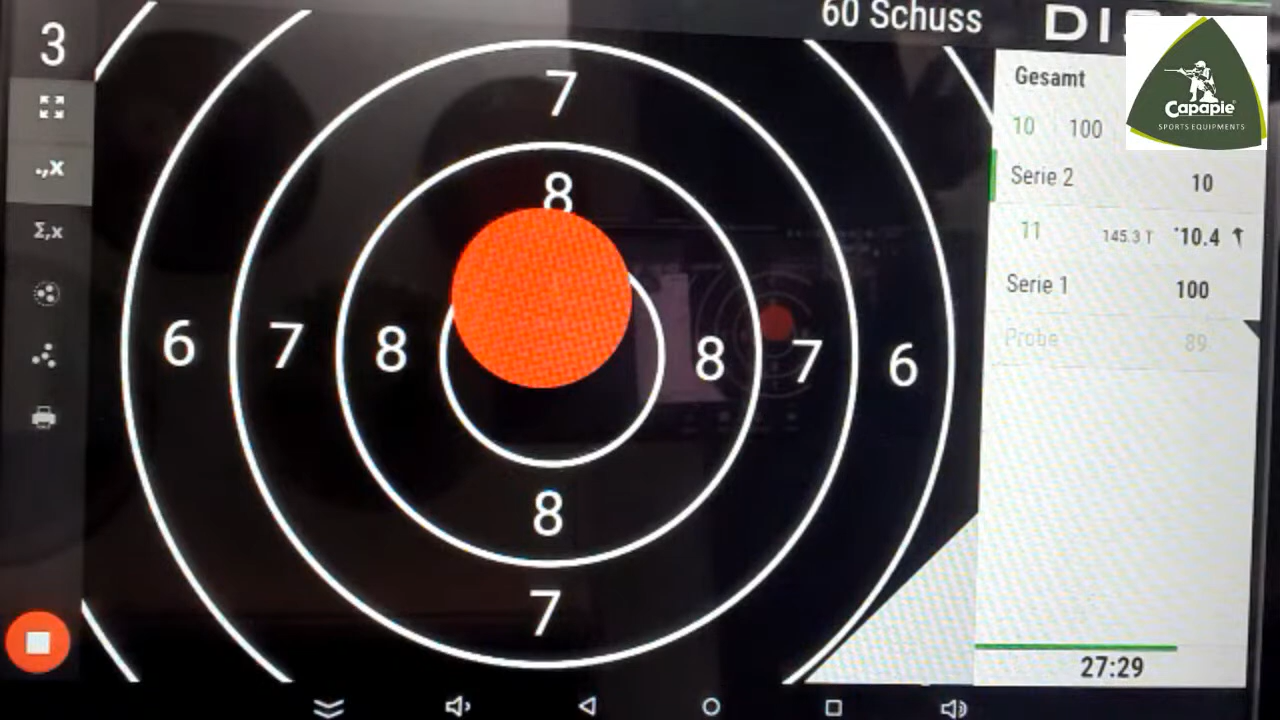 3
60 Schuss
.,x
Σ,x
7
8
6 7 8 8 7 6
8
7
Gesamt
10 100
Serie 2 10
11 145.3 T *10.4
Serie 1 100
Probe 89
27:29
Capapie®
SPORTS EQUIPMENTS